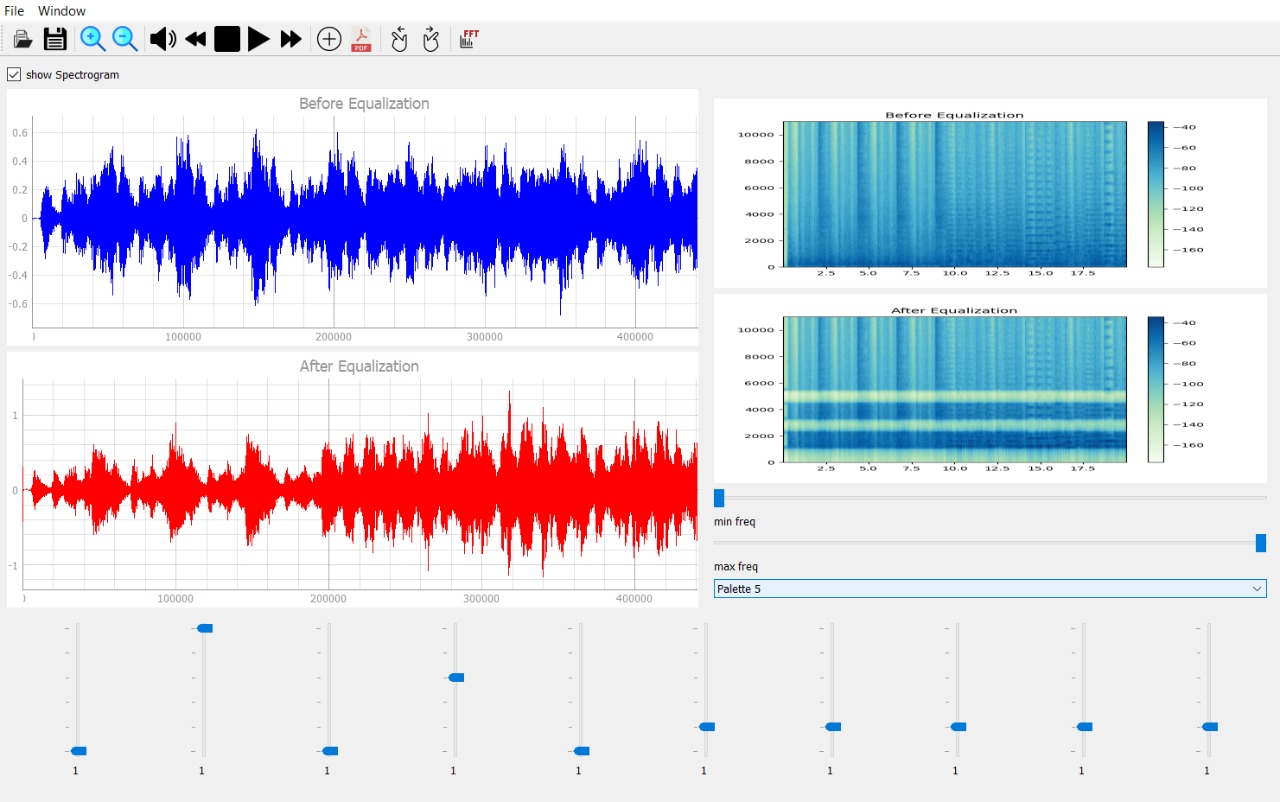 File Window
PDF
FFT
show Spectrogram
Before Equalization
0.6
0.4
0.2
0
-0.2
-0.4
-0.6
100000 200000 300000 400000
After Equalization
1
0
-1
100000 200000 300000 400000
Before Equalization
10000
8000
6000
4000
2000
0
2.5 5.0 7.5 10.0 12.5 15.0 17.5
−40
−60
−80
−100
−120
−140
−160
After Equalization
10000
8000
6000
4000
2000
0
2.5 5.0 7.5 10.0 12.5 15.0 17.5
−40
−60
−80
−100
−120
−140
−160
min freq
max freq
Palette 5
1 1 1 1 1 1 1 1 1 1